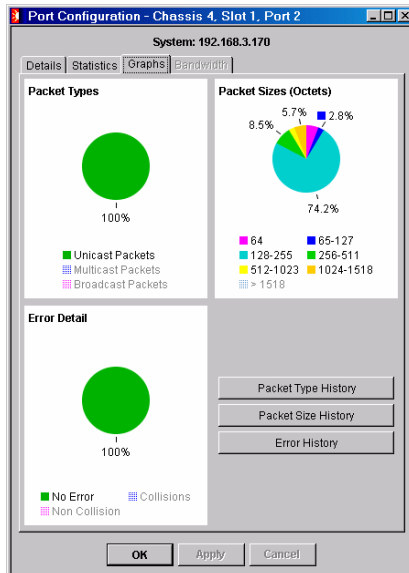 Port Configuration - Chassis 4, Slot 1, Port 2
System: 192.168.3.170
Details Statistics Graphs Bandwidth
Packet Types
100%
Unicast Packets
Multicast Packets
Broadcast Packets
Packet Sizes (Octets)
5.7% 2.8%
8.5%
74.2%
64 65-127
128-255 256-511
512-1023 1024-1518
> 1518
Error Detail
100%
No Error Collisions
Non Collision
Packet Type History
Packet Size History
Error History
OK Apply Cancel